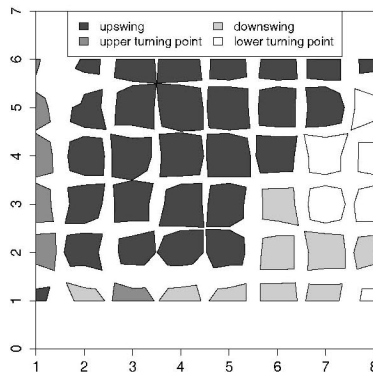 upswing
downswing
upper turning point
lower turning point
7
6
5
4
3
2
1
0
1 2 3 4 5 6 7 8